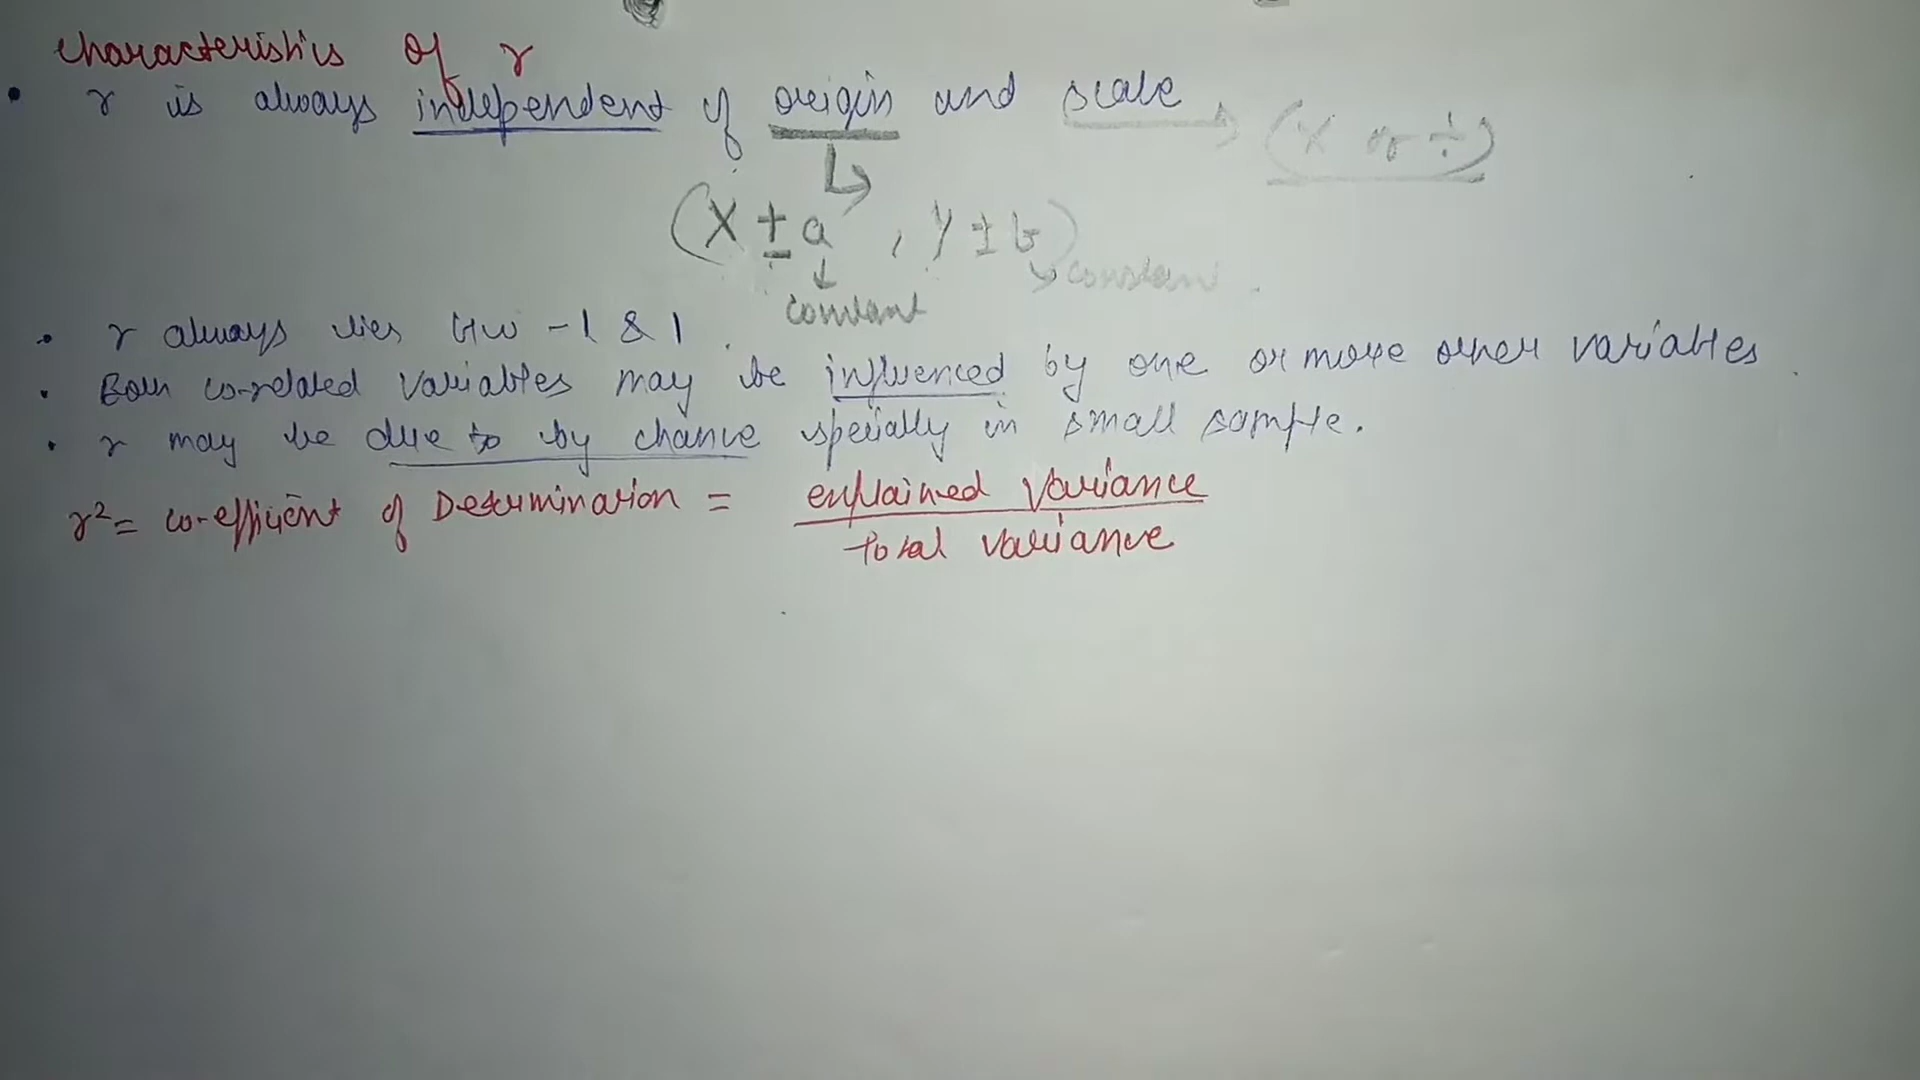 characteristics of r
• r is always independent of origin and scale (X or ÷)
(X ± a , Y ± b)
constant constan
• r always lies b/w -1 & 1.
• Both co-related variables may be influenced by one or more other variables.
• r may be due to by chance specially in small sample.
r² = co-efficient of Determination = explained variance
total variance